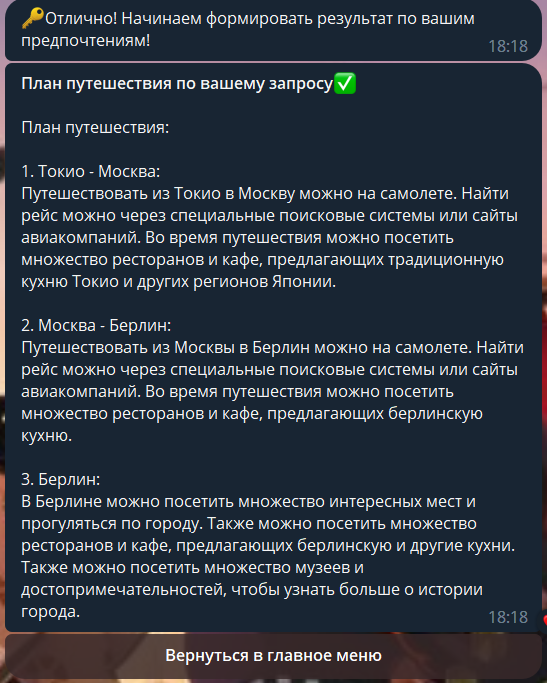 🔑Отлично! Начинаем формировать результат по вашим
предпочтениям!
18:18
План путешествия по вашему запросу✅
План путешествия:
1. Токио - Москва:
Путешествовать из Токио в Москву можно на самолете. Найти
рейс можно через специальные поисковые системы или сайты
авиакомпаний. Во время путешествия можно посетить
множество ресторанов и кафе, предлагающих традиционную
кухню Токио и других регионов Японии.
2. Москва - Берлин:
Путешествовать из Москвы в Берлин можно на самолете. Найти
рейс можно через специальные поисковые системы или сайты
авиакомпаний. Во время путешествия можно посетить
множество ресторанов и кафе, предлагающих берлинскую
кухню.
3. Берлин:
В Берлине можно посетить множество интересных мест и
прогуляться по городу. Также можно посетить множество
ресторанов и кафе, предлагающих берлинскую и другие кухни.
Также можно посетить множество музеев и
достопримечательностей, чтобы узнать больше о истории
города.
18:18
Вернуться в главное меню